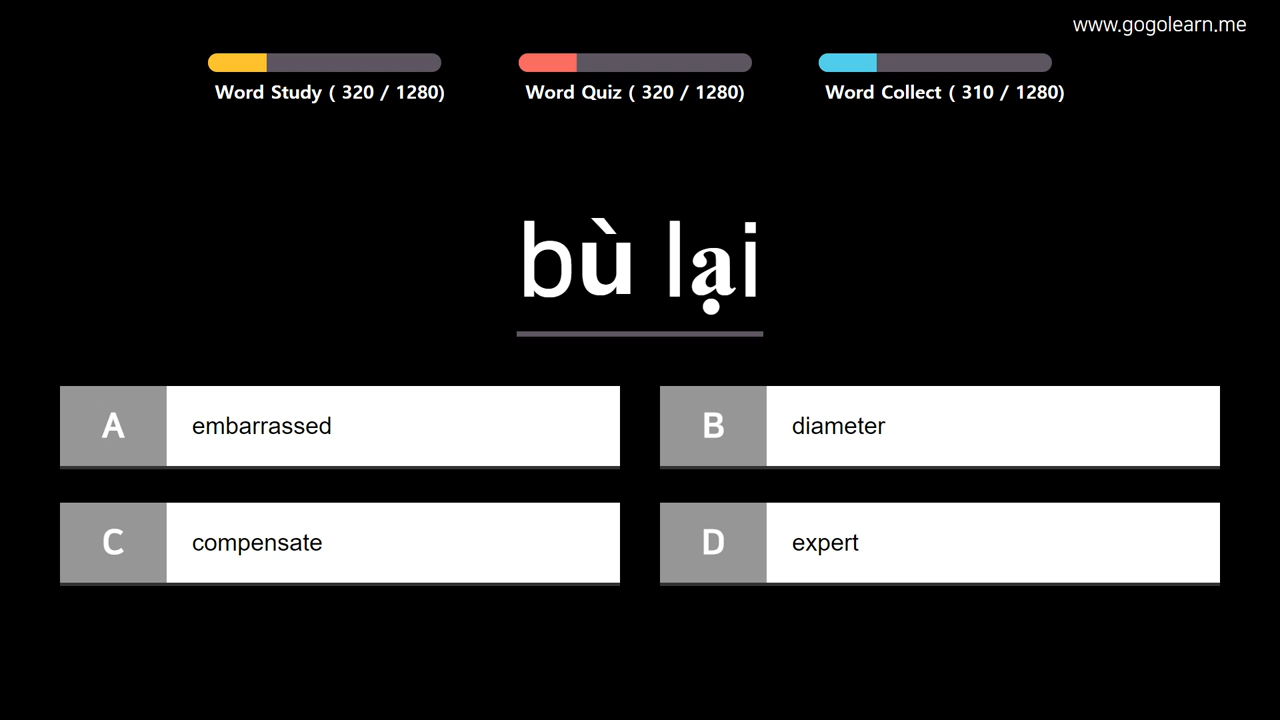 www.gogolearn.me
Word Study ( 320 / 1280)
Word Quiz ( 320 / 1280)
Word Collect ( 310 / 1280)
bù lại
A embarrassed
B diameter
C compensate
D expert